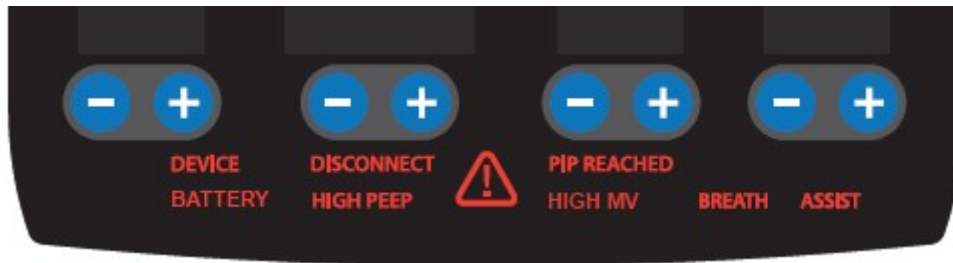 - + - + - + - +
DEVICE DISCONNECT PIP REACHED
BATTERY HIGH PEEP HIGH MV BREATH ASSIST